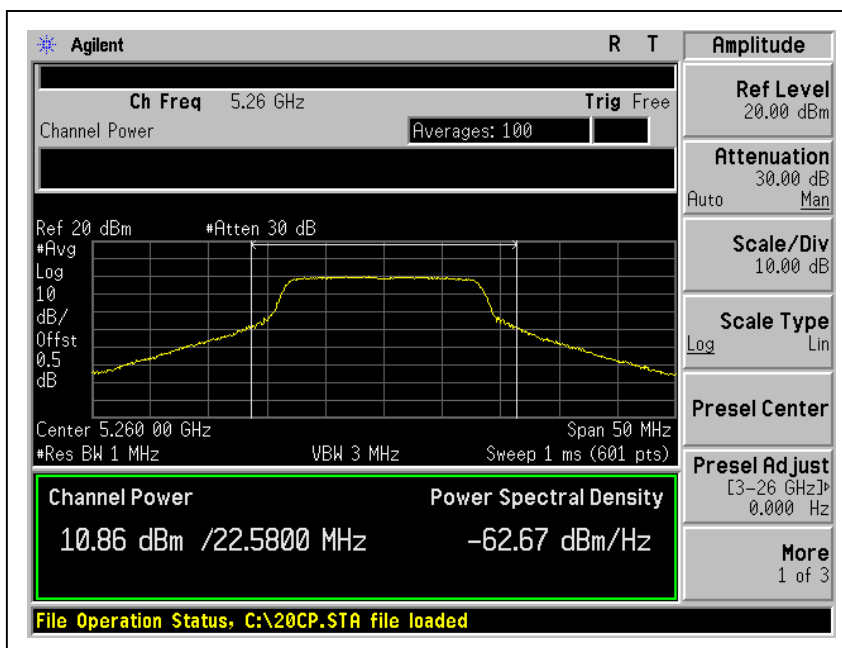 Agilent R T
Ch Freq 5.26 GHz Trig Free
Channel Power Averages: 100
Ref 20 dBm #Atten 30 dB
#Avg
Log
10
dB/
Offst
0.5
dB
Center 5.260 00 GHz Span 50 MHz
#Res BW 1 MHz VBW 3 MHz Sweep 1 ms (601 pts)
Channel Power Power Spectral Density
10.86 dBm /22.5800 MHz -62.67 dBm/Hz
File Operation Status, C:\20CP.STA file loaded
Amplitude
Ref Level
20.00 dBm
Attenuation
30.00 dB
Auto Man
Scale/Div
10.00 dB
Scale Type
Log Lin
Presel Center
Presel Adjust
[3-26 GHz]
0.000 Hz
More
1 of 3